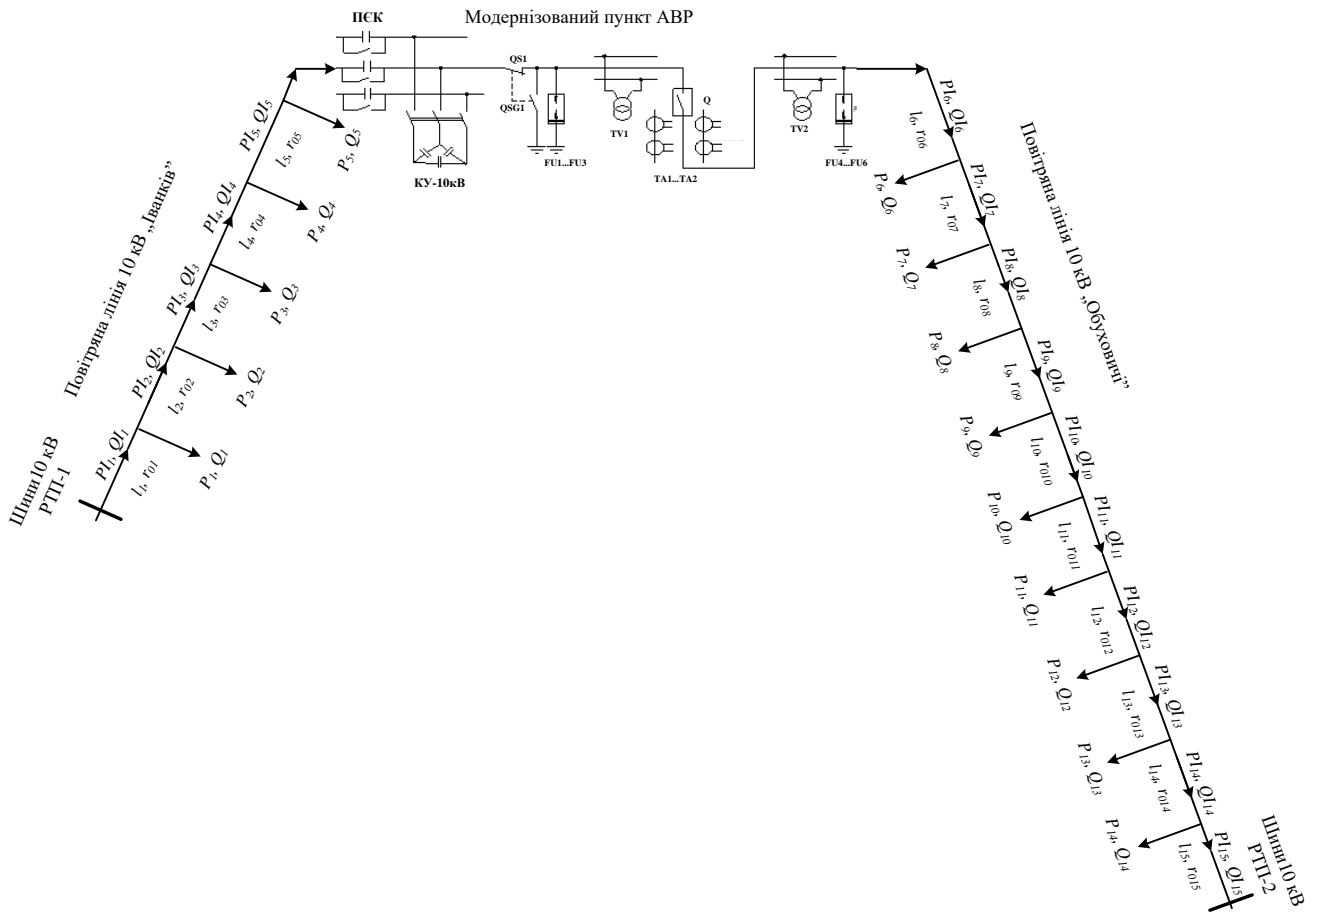 ПЄК
Модернізований пункт АВР
QS1
QSG1
КУ-10кВ
FU1...FU3
TV1
Q
TA1...TA2
TV2
FU4...FU6
Повітряна лінія 10 кВ „Іванків”
Шини10 кВ
РТП-1
PI1, QI1
l1, r01
P1, Q1
PI2, QI2
l2, r02
P2, Q2
PI3, QI3
l3, r03
P3, Q3
PI4, QI4
l4, r04
P4, Q4
PI5, QI5
l5, r05
P5, Q5
Повітряна лінія 10 кВ „Обуховичі”
PI6, QI6
l6, r06
P6, Q6
PI7, QI7
l7, r07
P7, Q7
PI8, QI8
l8, r08
P8, Q8
PI9, QI9
l9, r09
P9, Q9
PI10, QI10
l10, r010
P10, Q10
PI11, QI11
l11, r011
P11, Q11
PI12, QI12
l12, r012
P12, Q12
PI13, QI13
l13, r013
P13, Q13
PI14, QI14
l14, r014
P14, Q14
PI15, QI15
l15, r015
Шини10 кВ
РТП-2